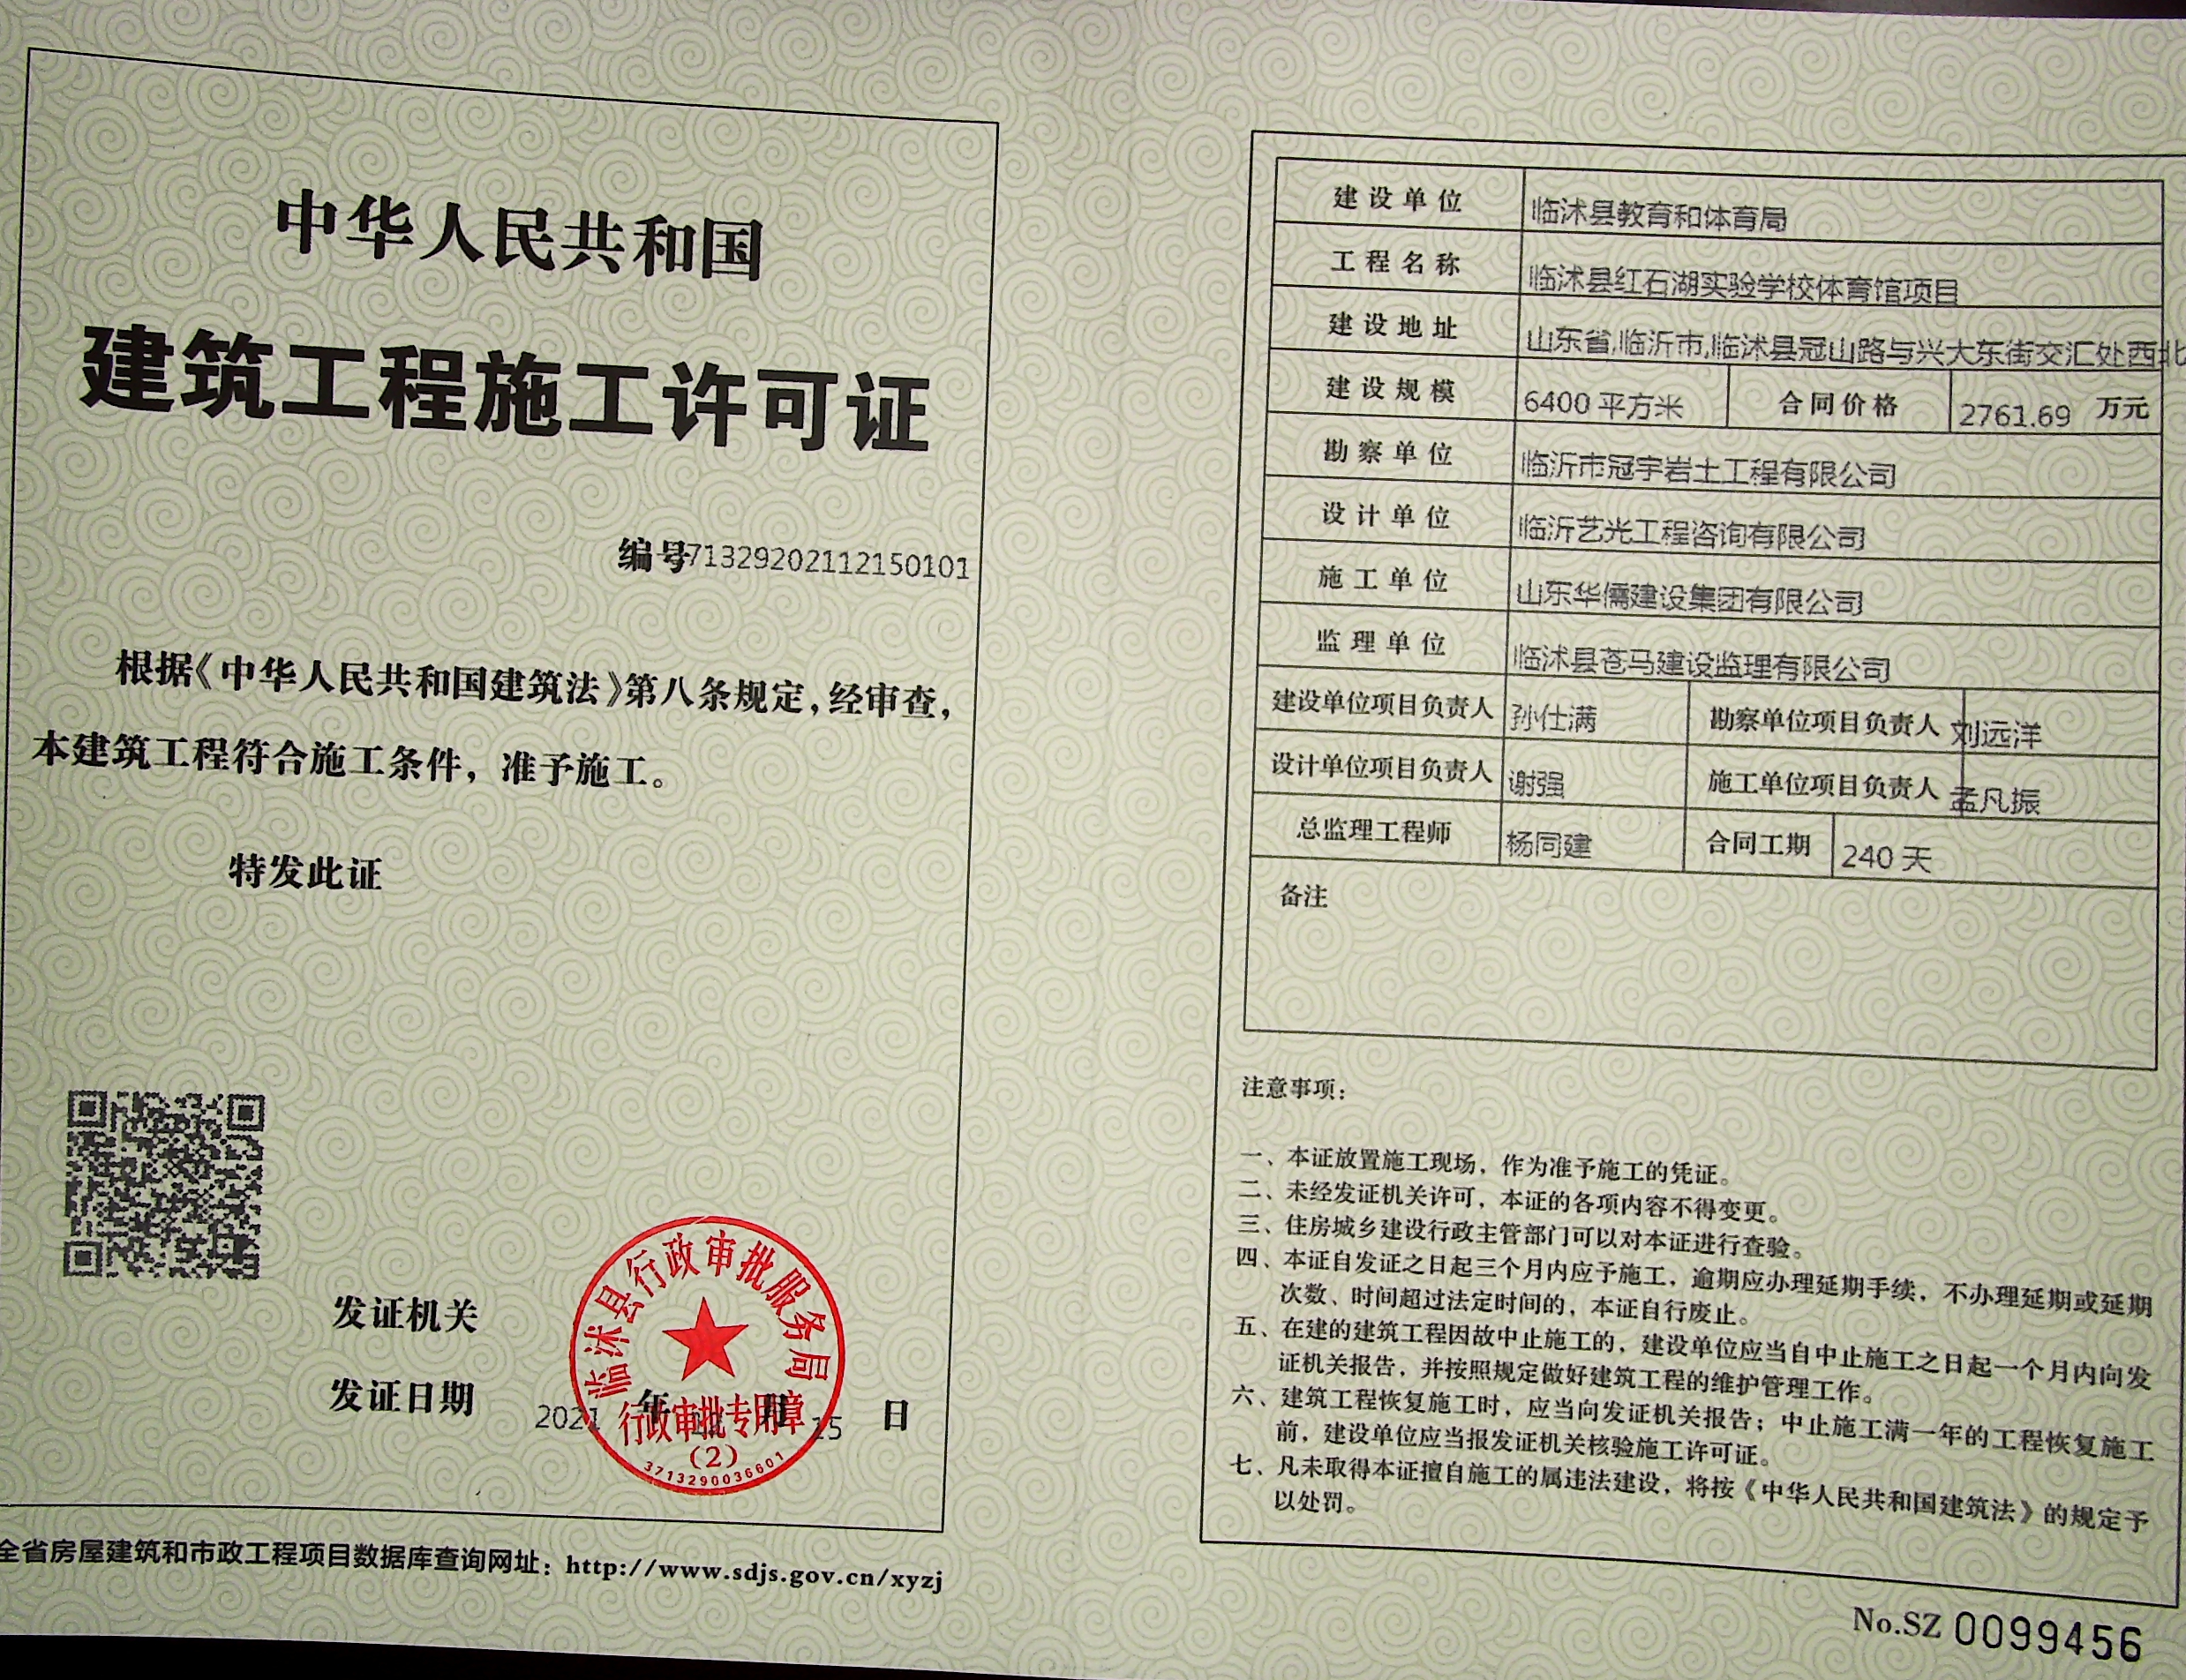 中华人民共和国
建筑工程施工许可证
编号 71329202112150101
根据《中华人民共和国建筑法》第八条规定，经审查，
本建筑工程符合施工条件，准予施工。
特发此证
发证机关
发证日期 2021 年 12 月 15 日
临沭县行政审批服务局
行政审批专用章
(2)
3713290036601
全省房屋建筑和市政工程项目数据库查询网址：http://www.sdjs.gov.cn/xyzj
建设单位 临沭县教育和体育局
工程名称 临沭县红石湖实验学校体育馆项目
建设地址 山东省,临沂市,临沭县冠山路与兴大东街交汇处西北
建设规模 6400 平方米 合同价格 2761.69 万元
勘察单位 临沂市冠宇岩土工程有限公司
设计单位 临沂艺光工程咨询有限公司
施工单位 山东华儒建设集团有限公司
监理单位 临沭县苍马建设监理有限公司
建设单位项目负责人 孙仕满 勘察单位项目负责人 刘远洋
设计单位项目负责人 谢强 施工单位项目负责人 孟凡振
总监理工程师 杨同建 合同工期 240 天
备注
注意事项：
一、本证放置施工现场，作为准予施工的凭证。
二、未经发证机关许可，本证的各项内容不得变更。
三、住房城乡建设行政主管部门可以对本证进行查验。
四、本证自发证之日起三个月内应予施工，逾期应办理延期手续，不办理延期或延期
次数、时间超过法定时间的，本证自行废止。
五、在建的建筑工程因故中止施工的，建设单位应当自中止施工之日起一个月内向发
证机关报告，并按照规定做好建筑工程的维护管理工作。
六、建筑工程恢复施工时，应当向发证机关报告；中止施工满一年的工程恢复施工
前，建设单位应当报发证机关核验施工许可证。
七、凡未取得本证擅自施工的属违法建设，将按《中华人民共和国建筑法》的规定予
以处罚。
No.SZ 0099456